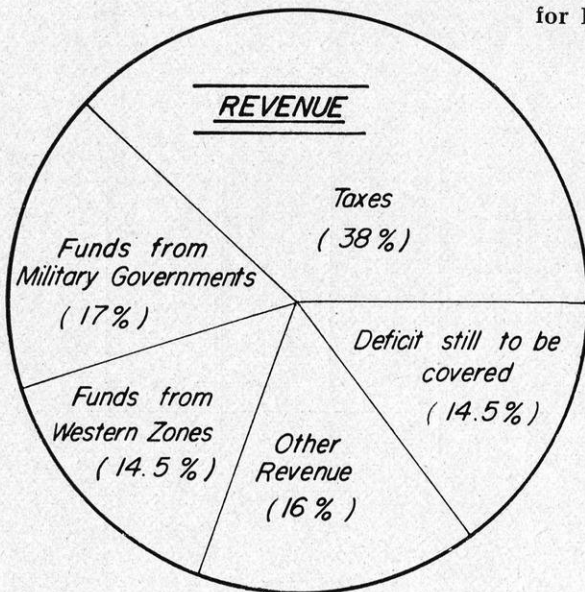 for
REVENUE
Taxes
( 38 % )
Funds from
Military Governments
( 17 % )
Deficit still to be
covered
( 14.5 % )
Funds from
Western Zones
( 14. 5 % )
Other
Revenue
( 16 % )